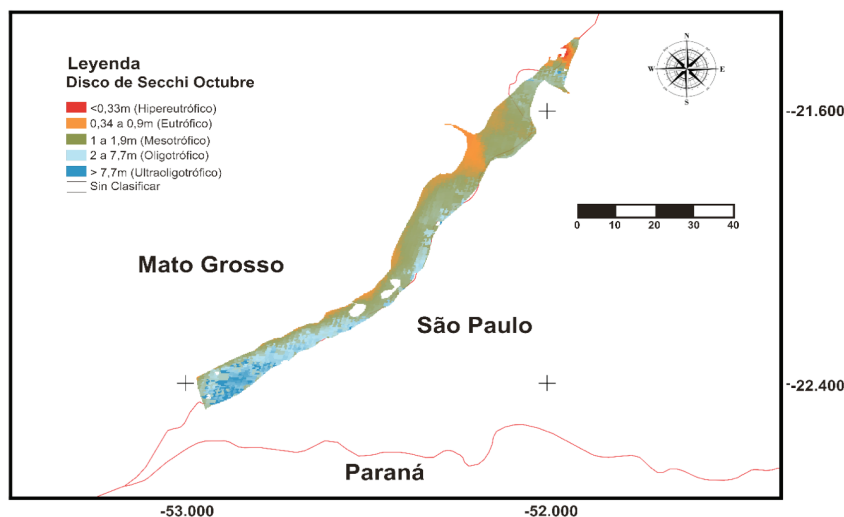 Leyenda
Disco de Secchi Octubre
<0,33m (Hipereutrófico)
0,34 a 0,9m (Eutrófico)
1 a 1,9m (Mesotrófico)
2 a 7,7m (Oligotrófico)
> 7,7m (Ultraoligotrófico)
Sin Clasificar
N
W E
S
-21.600
0 10 20 30 40
Mato Grosso
São Paulo
-22.400
Paraná
-53.000 -52.000